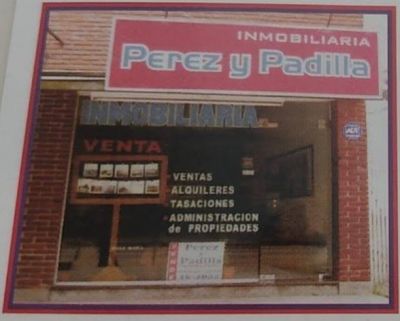 INMOBILIARIA
Perez y Padilla
INMOBILIARIA
VENTA
· VENTAS
· ALQUILERES
· TASACIONES
· ADMINISTRACION
de PROPIEDADES
Perez
y
Padilla